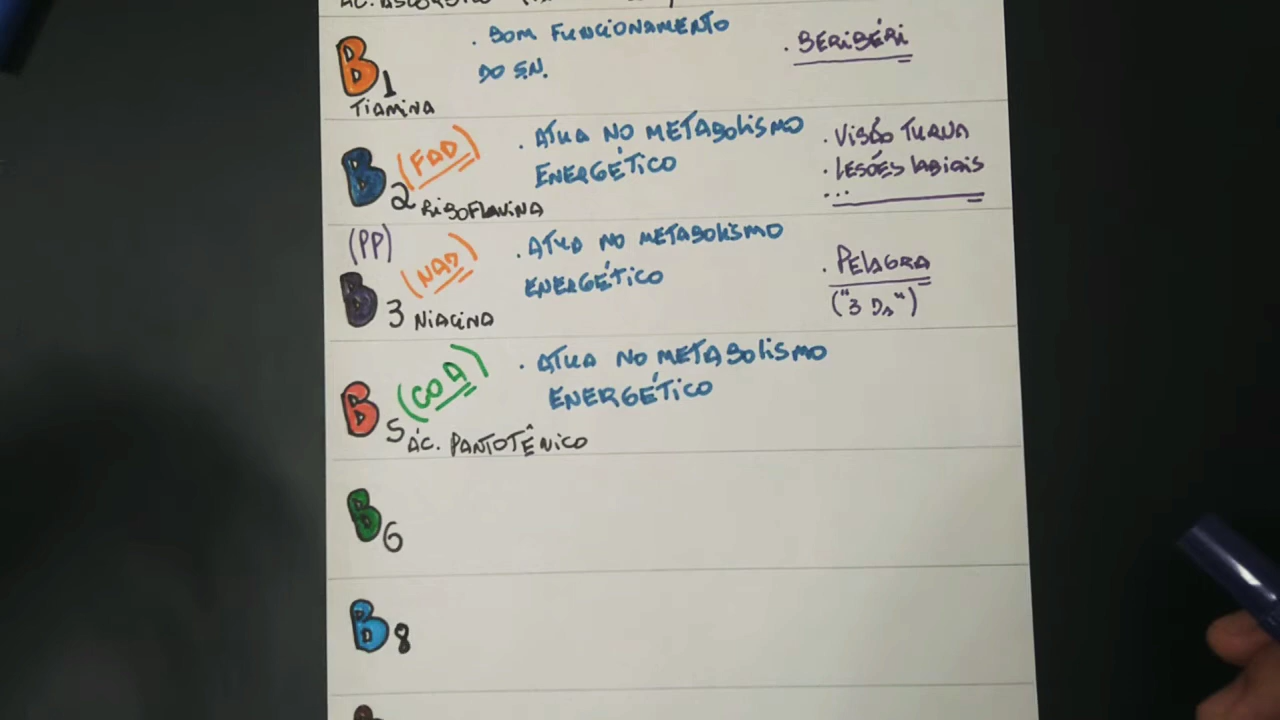 B1 . BOM FUNCIONAMENTO . BERIBÉRI
DO S.N.
TIAMINA
B2 (FAD) . ATUA NO METABOLISMO . VISÃO TURVA
ENERGÉTICO . LESÕES LABIAIS
RIBOFLAVINA ...
(PP)
B3 (NAD) . ATUA NO METABOLISMO . PELAGRA
ENERGÉTICO ("3 Ds")
NIACINA
B5 (COA) . ATUA NO METABOLISMO
ENERGÉTICO
ÁC. PANTOTÊNICO
B6
B8